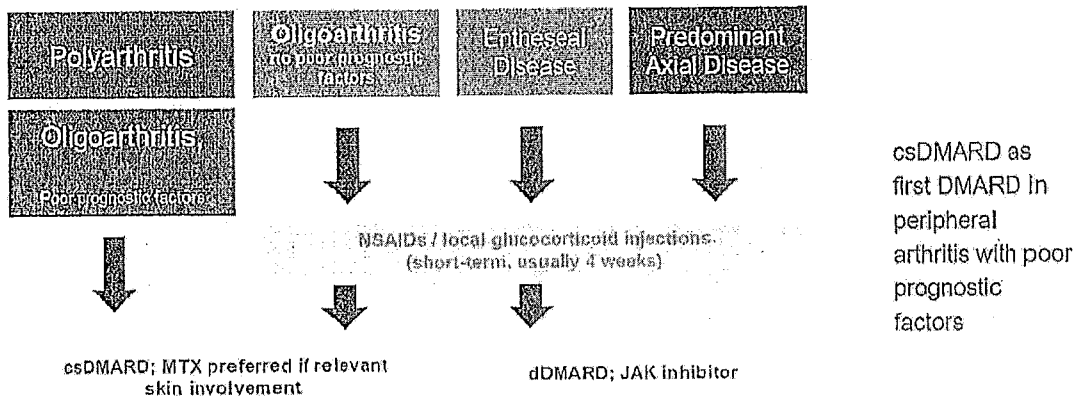 Polyarthritis
Oligoarthritis
no poor prognostic
factors
Entheseal
Disease
Predominant
Axial Disease
Oligoarthritis,
Poor prognostic factors
NSAIDs / local glucocorticoid injections.
(short-term, usually 4 weeks)
csDMARD; MTX preferred if relevant
skin involvement
dDMARD; JAK inhibitor
csDMARD as
first DMARD in
peripheral
arthritis with poor
prognostic
factors